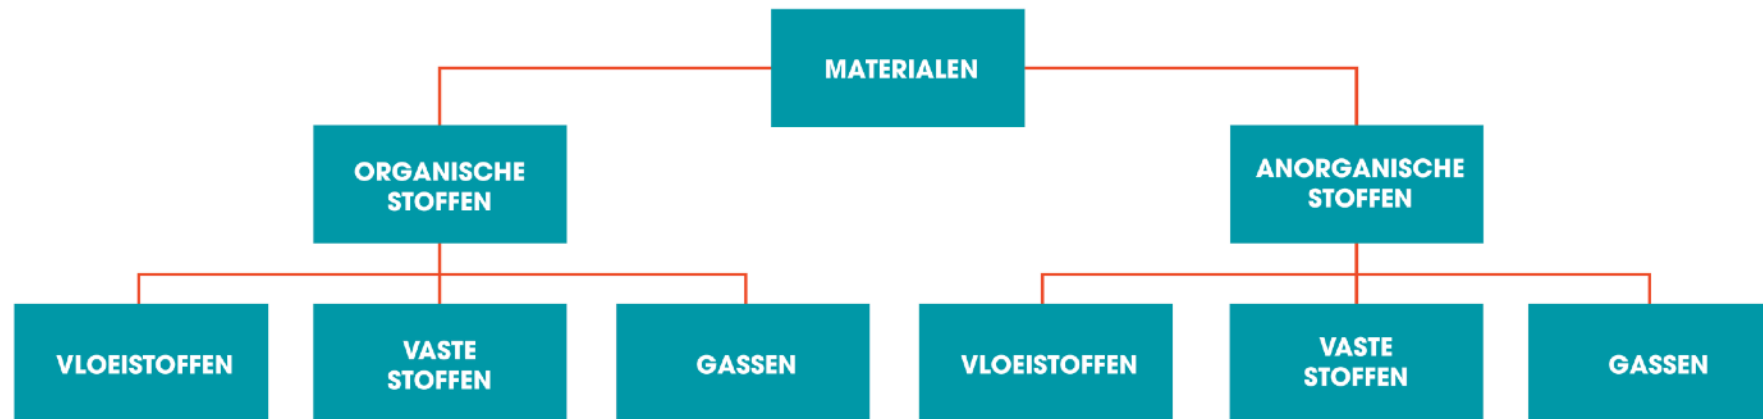 MATERIALEN
ORGANISCHE
STOFFEN
ANORGANISCHE
STOFFEN
VLOEISTOFFEN
VASTE
STOFFEN
GASSEN
VLOEISTOFFEN
VASTE
STOFFEN
GASSEN